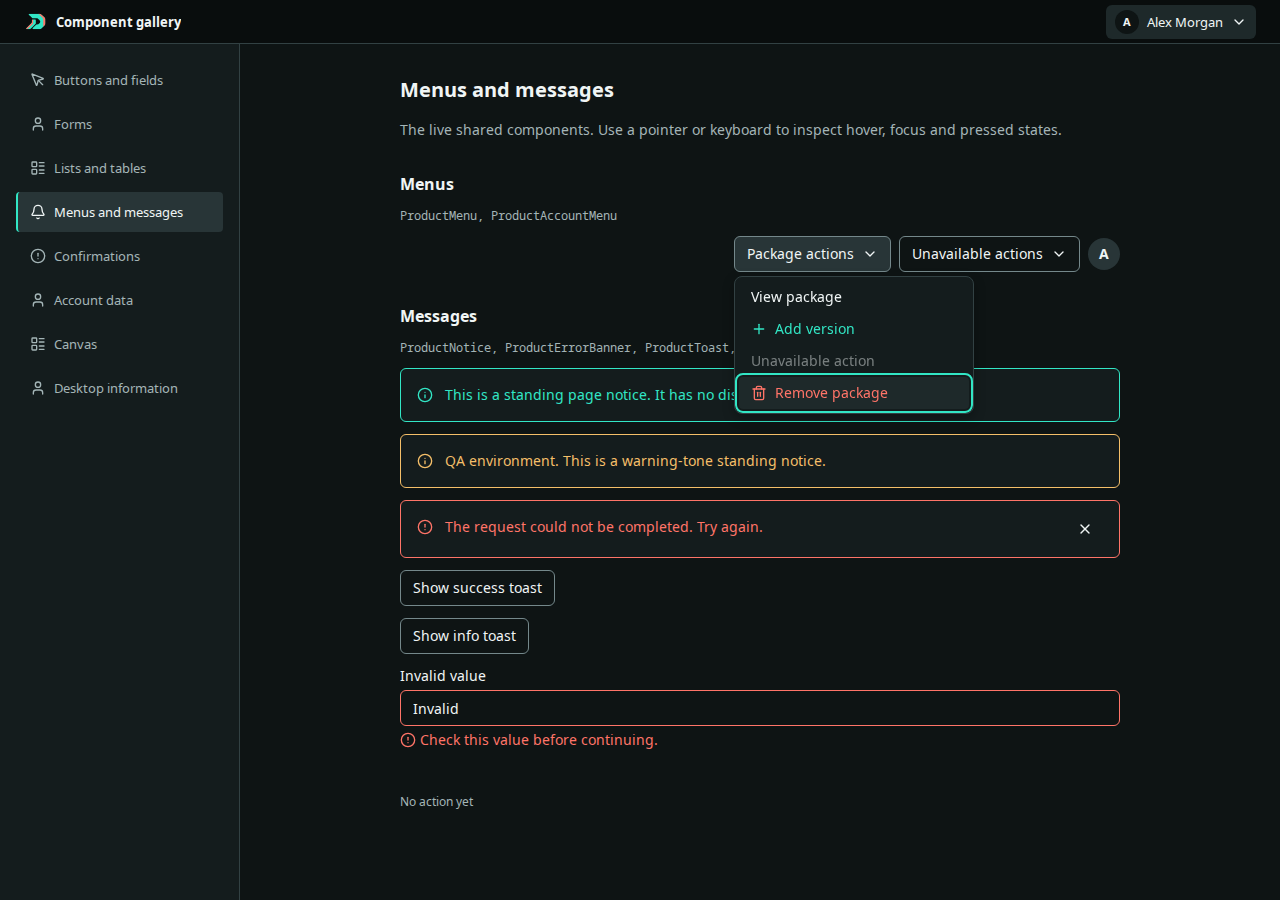 Component gallery
A
Alex Morgan
Buttons and fields
Forms
Lists and tables
Menus and messages
Confirmations
Account data
Canvas
Desktop information
Menus and messages
The live shared components. Use a pointer or keyboard to inspect hover, focus and pressed states.
Menus
ProductMenu, ProductAccountMenu
Package actions
Unavailable actions
A
View package
Add version
Unavailable action
Remove package
Messages
ProductNotice, ProductErrorBanner, ProductToast,
This is a standing page notice. It has no
QA environment. This is a warning-tone standing notice.
The request could not be completed. Try again.
Show success toast
Show info toast
Invalid value
Invalid
Check this value before continuing.
No action yet